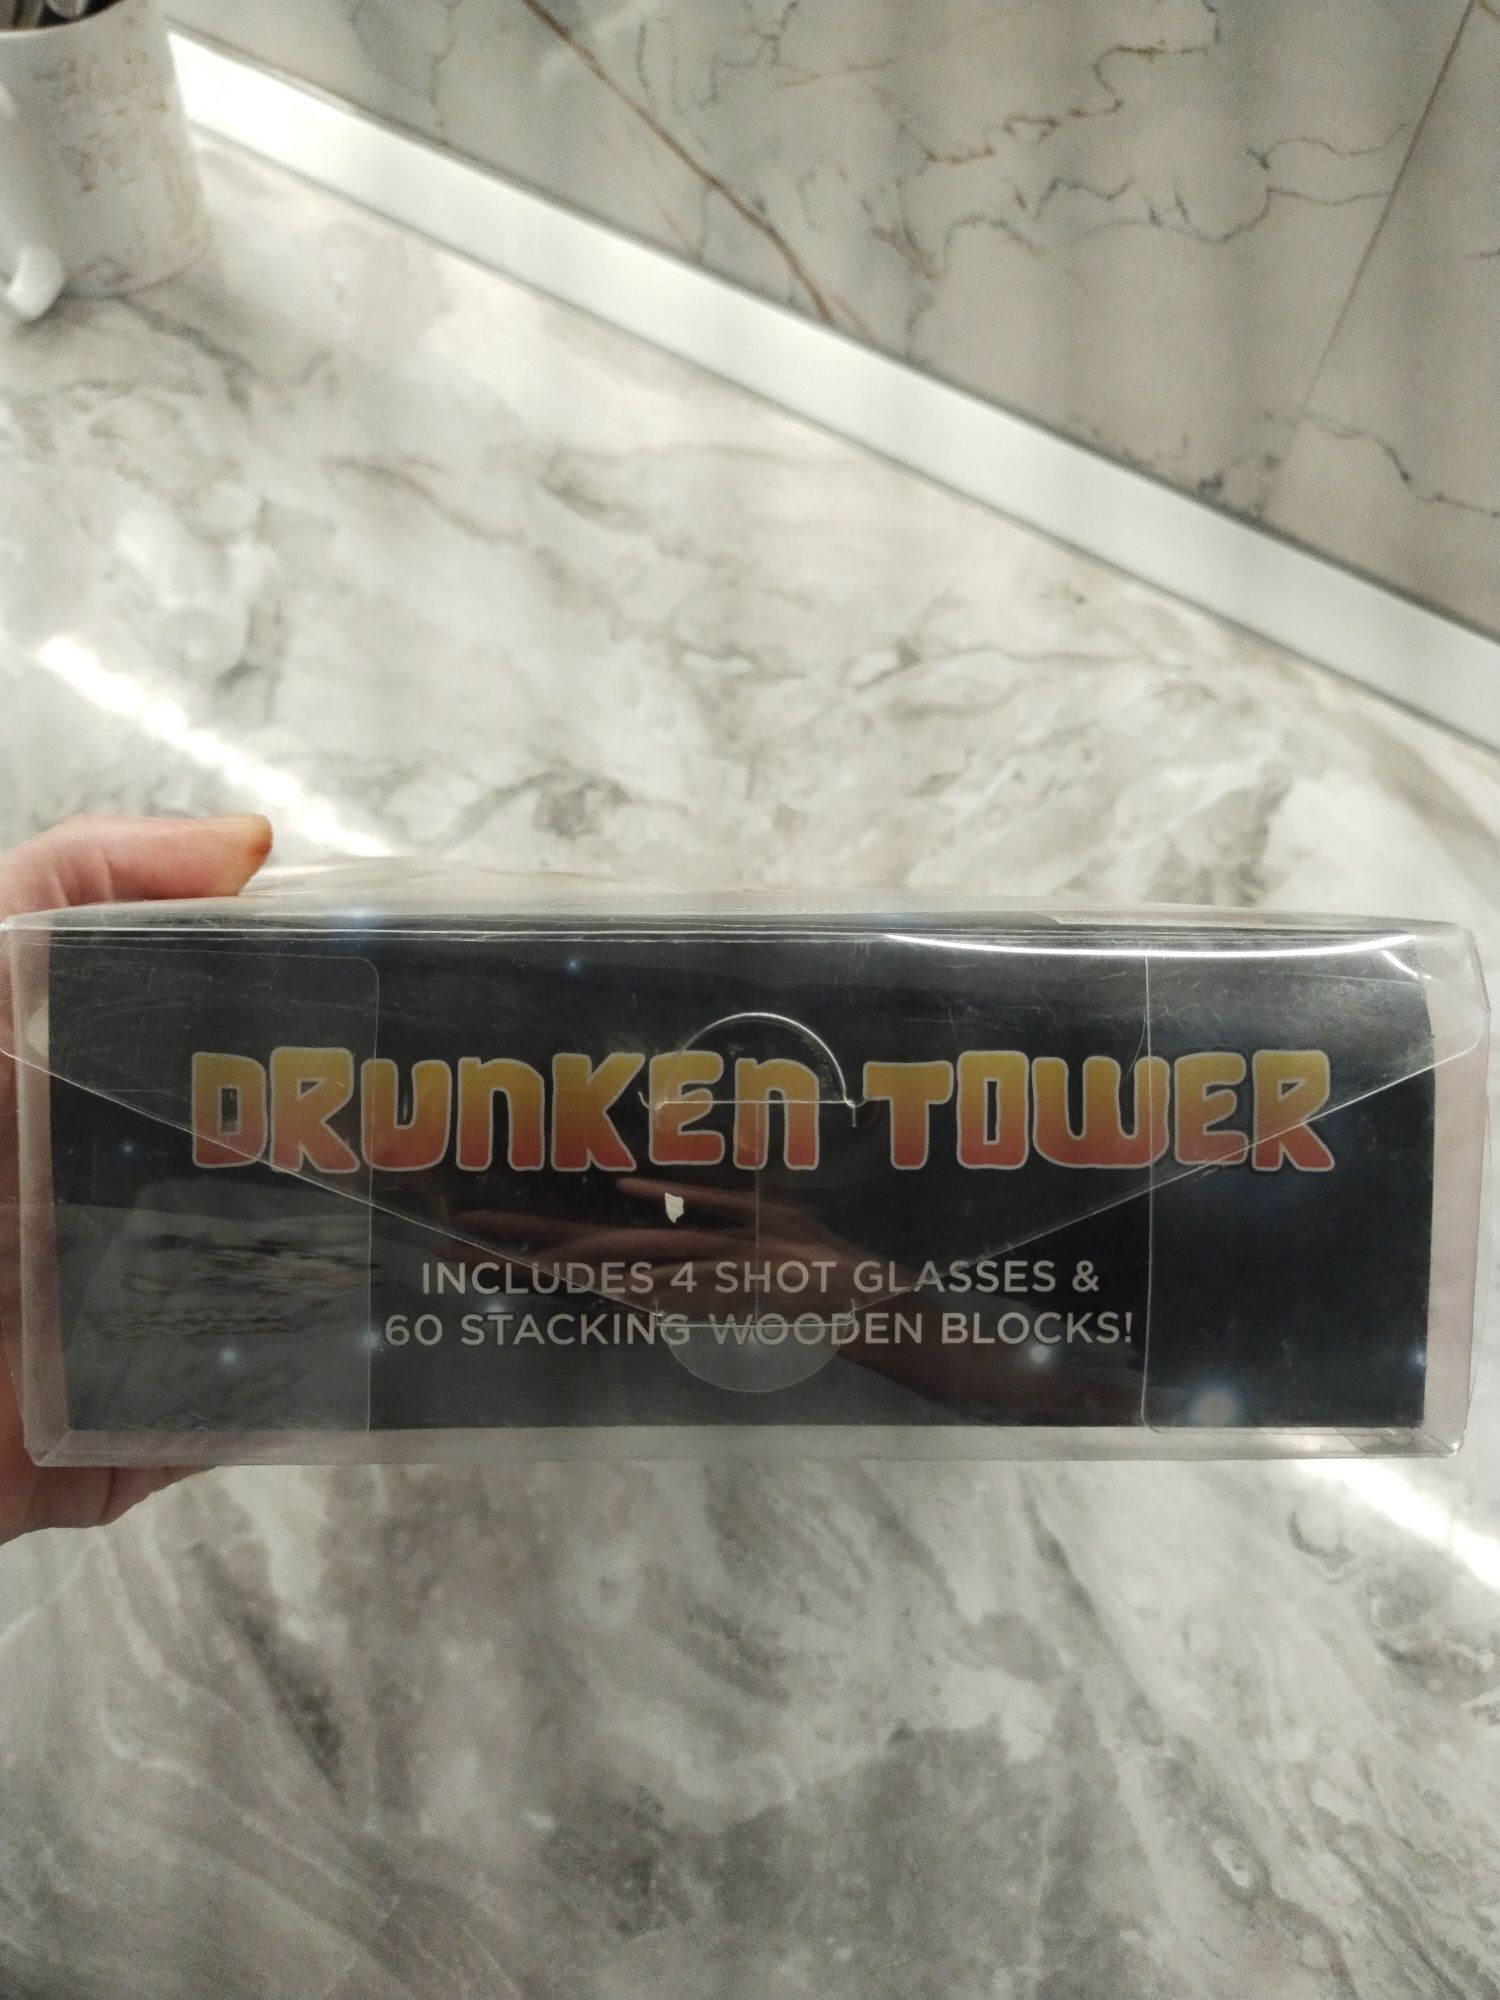 DRUNKEN TOWER
INCLUDES 4 SHOT GLASSES &
60 STACKING WOODEN BLOCKS!